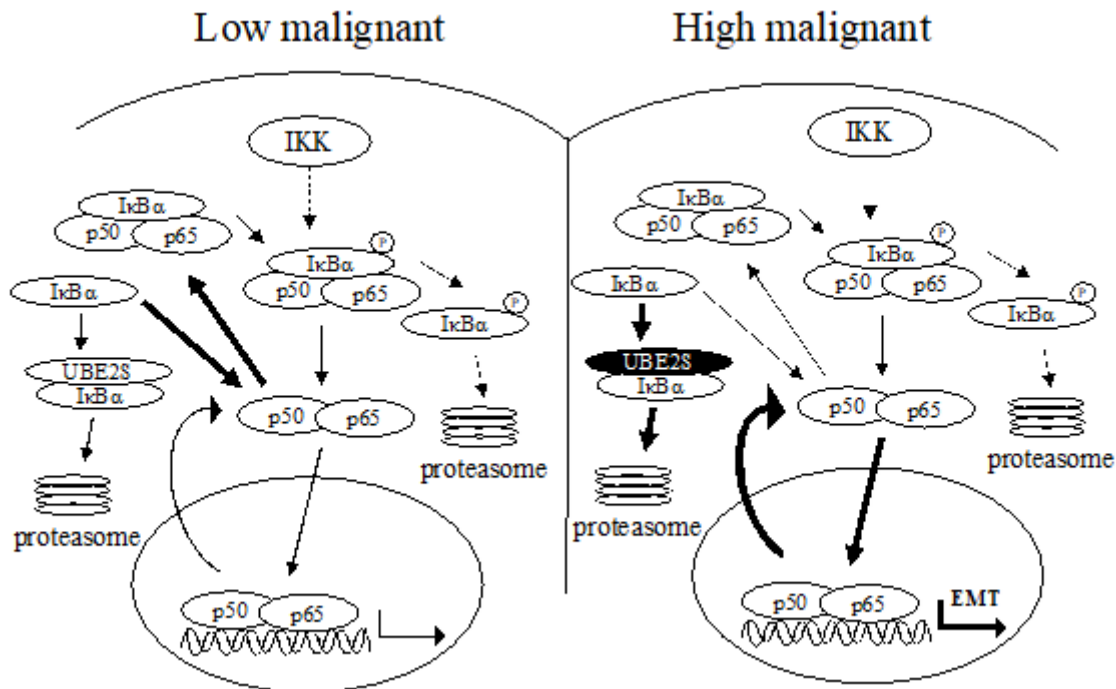 Low malignant
High malignant
IKK
IκBα
p50
p65
P
IκBα
p50
p65
IκBα
P
IκBα
UBE2S
IκBα
p50
p65
proteasome
proteasome
p50
p65
IKK
IκBα
p50
p65
P
IκBα
p50
p65
IκBα
P
IκBα
UBE2S
IκBα
p50
p65
proteasome
proteasome
p50
p65
EMT